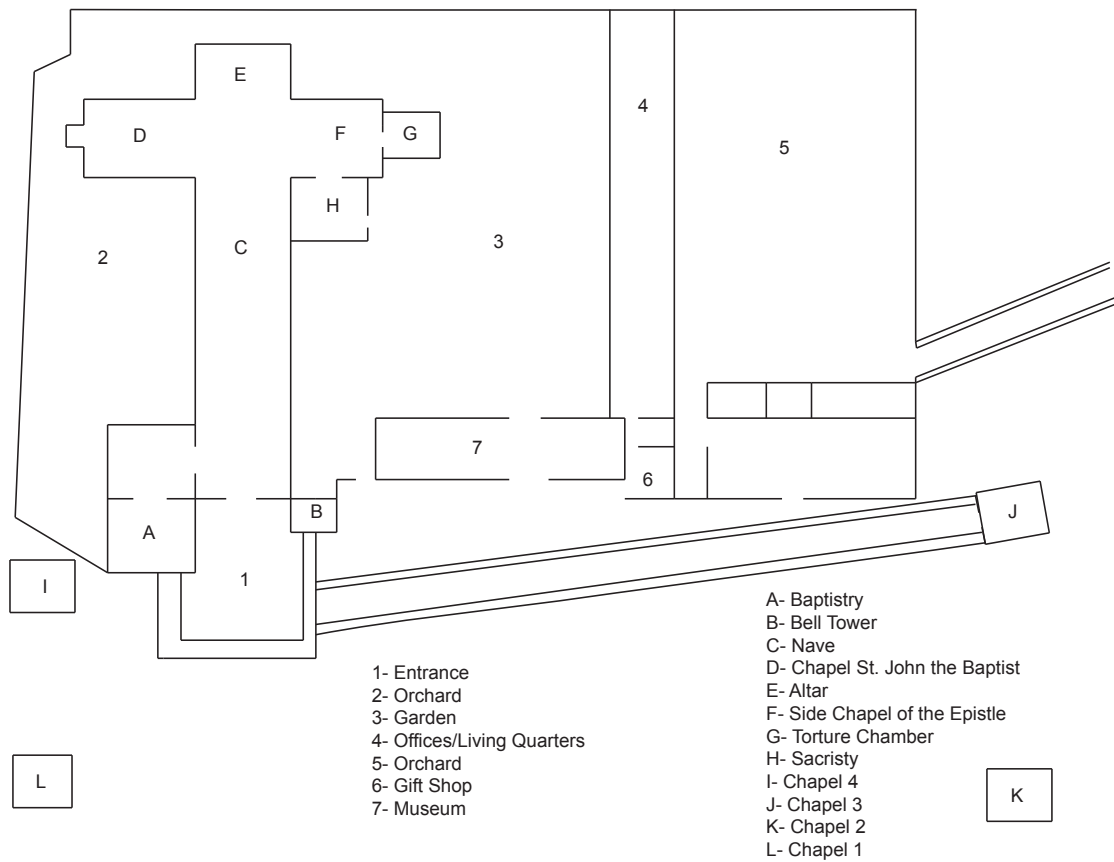 E
4
D
F
G
5
H
2
C
3
7
6
B
A
J
1
I
1- Entrance
2- Orchard
3- Garden
4- Offices/Living Quarters
5- Orchard
6- Gift Shop
7- Museum
A- Baptistry
B- Bell Tower
C- Nave
D- Chapel St. John the Baptist
E- Altar
F- Side Chapel of the Epistle
G- Torture Chamber
H- Sacristy
I- Chapel 4
J- Chapel 3
K- Chapel 2
L- Chapel 1
L
K